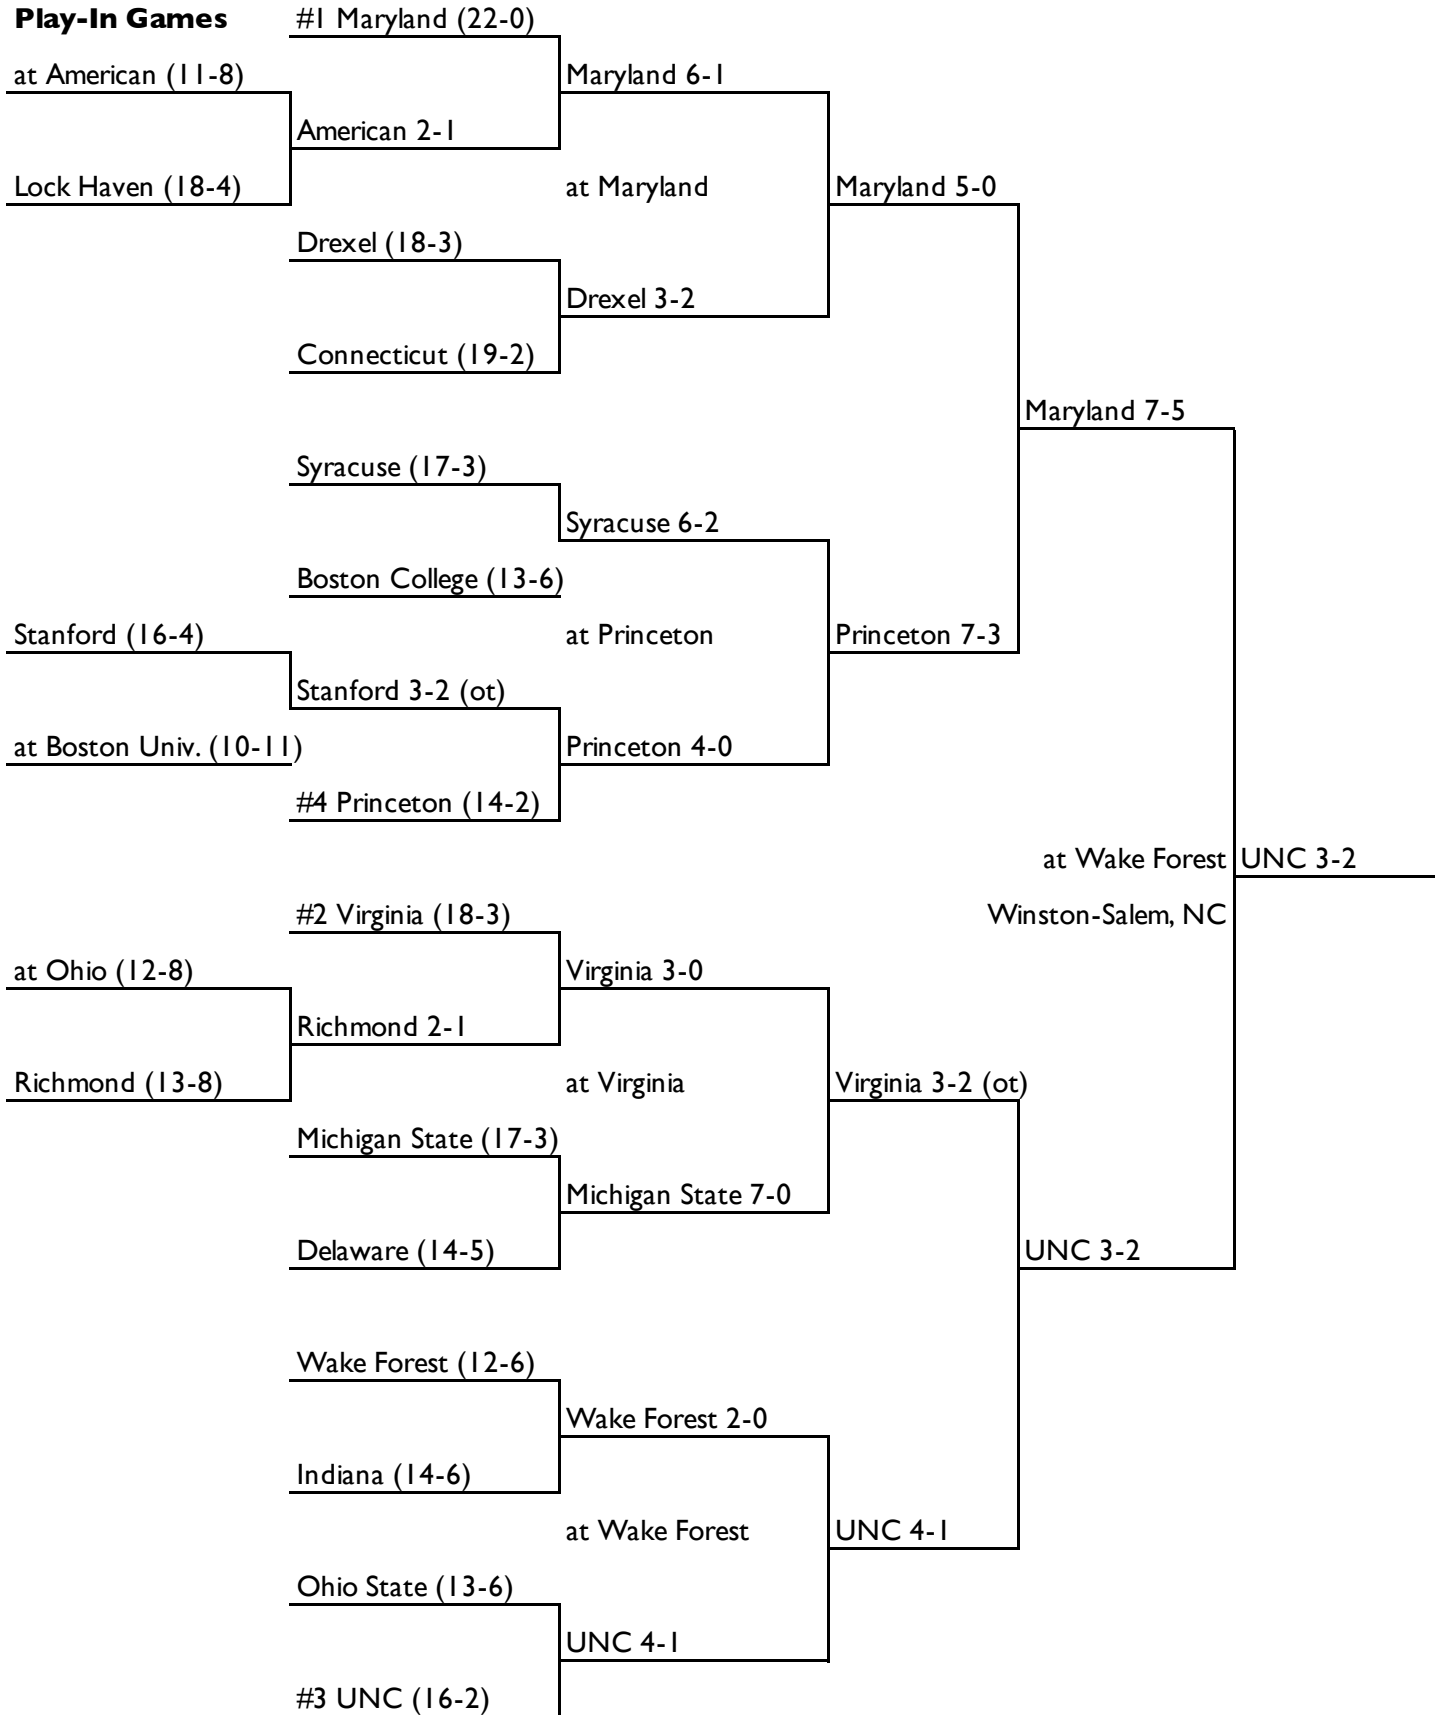 Play-In Games
#1 Maryland (22-0)
at American (11-8)
Maryland 6-1
American 2-1
Lock Haven (18-4)
at Maryland
Maryland 5-0
Drexel (18-3)
Drexel 3-2
Connecticut (19-2)
Maryland 7-5
Syracuse (17-3)
Syracuse 6-2
Boston College (13-6)
Stanford (16-4)
at Princeton
Princeton 7-3
Stanford 3-2 (ot)
at Boston Univ. (10-11)
Princeton 4-0
#4 Princeton (14-2)
at Wake Forest
UNC 3-2
#2 Virginia (18-3)
Winston-Salem, NC
at Ohio (12-8)
Virginia 3-0
Richmond 2-1
Richmond (13-8)
at Virginia
Virginia 3-2 (ot)
Michigan State (17-3)
Michigan State 7-0
Delaware (14-5)
UNC 3-2
Wake Forest (12-6)
Wake Forest 2-0
Indiana (14-6)
at Wake Forest
UNC 4-1
Ohio State (13-6)
UNC 4-1
#3 UNC (16-2)